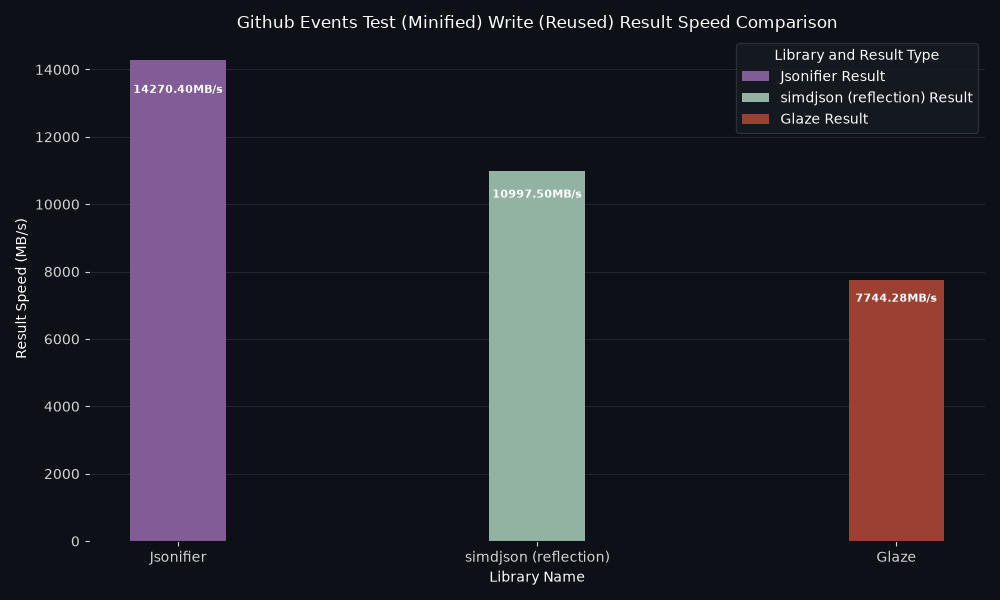 Github Events Test (Minified) Write (Reused) Result Speed Comparison
Library and Result Type
Jsonifier Result
simdjson (reflection) Result
Glaze Result
14000
12000
10000
8000
6000
4000
2000
0
Result Speed (MB/s)
14270.40MB/s
10997.50MB/s
7744.28MB/s
Jsonifier
simdjson (reflection)
Glaze
Library Name